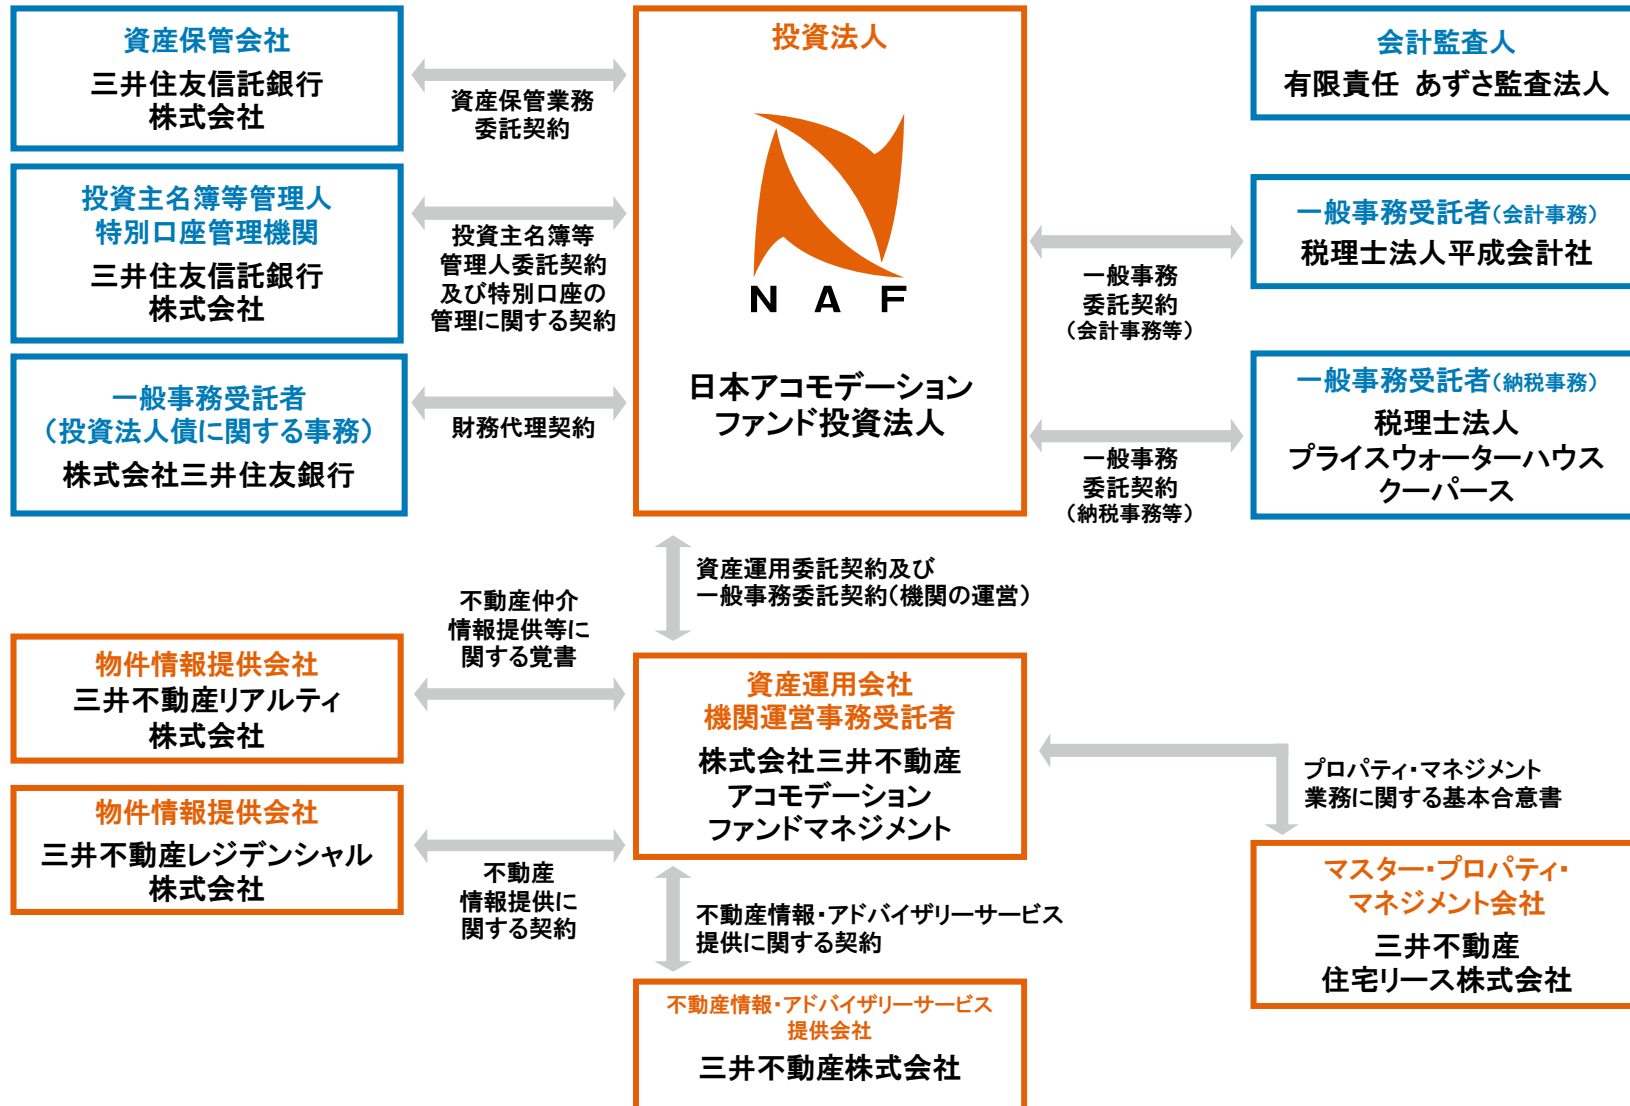 資産保管会社
三井住友信託銀行
株式会社
資産保管業務
委託契約
投資主名簿等管理人
特別口座管理機関
三井住友信託銀行
株式会社
投資主名簿等
管理人委託契約
及び特別口座の
管理に関する契約
一般事務受託者
（投資法人債に関する事務）
株式会社三井住友銀行
財務代理契約
投資法人
NAF
日本アコモデーション
ファンド投資法人
会計監査人
有限責任 あずさ監査法人
一般事務受託者（会計事務）
税理士法人平成会計社
一般事務
委託契約
（会計事務等）
一般事務受託者（納税事務）
税理士法人
プライスウォーターハウス
クーパース
一般事務
委託契約
（納税事務等）
資産運用委託契約及び
一般事務委託契約（機関の運営）
不動産仲介
情報提供等に
関する覚書
物件情報提供会社
三井不動産リアルティ
株式会社
物件情報提供会社
三井不動産レジデンシャル
株式会社
不動産
情報提供に
関する契約
資産運用会社
機関運営事務受託者
株式会社三井不動産
アコモデーション
ファンドマネジメント
プロパティ・マネジメント
業務に関する基本合意書
マスター・プロパティ・
マネジメント会社
三井不動産
住宅リース株式会社
不動産情報・アドバイザリーサービス
提供に関する契約
不動産情報・アドバイザリーサービス
提供会社
三井不動産株式会社